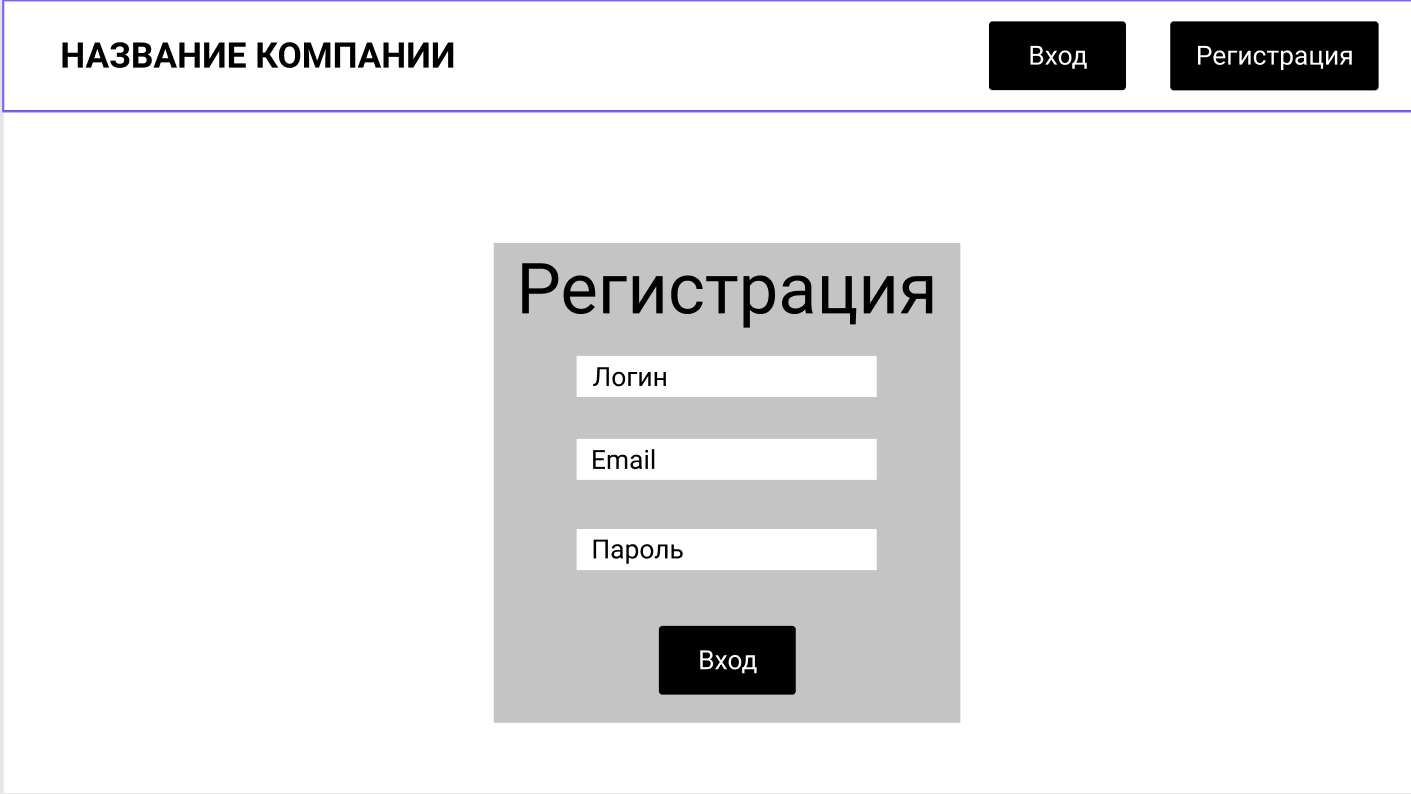 НАЗВАНИЕ КОМПАНИИ
Вход
Регистрация
Регистрация
Логин
Email
Пароль
Вход